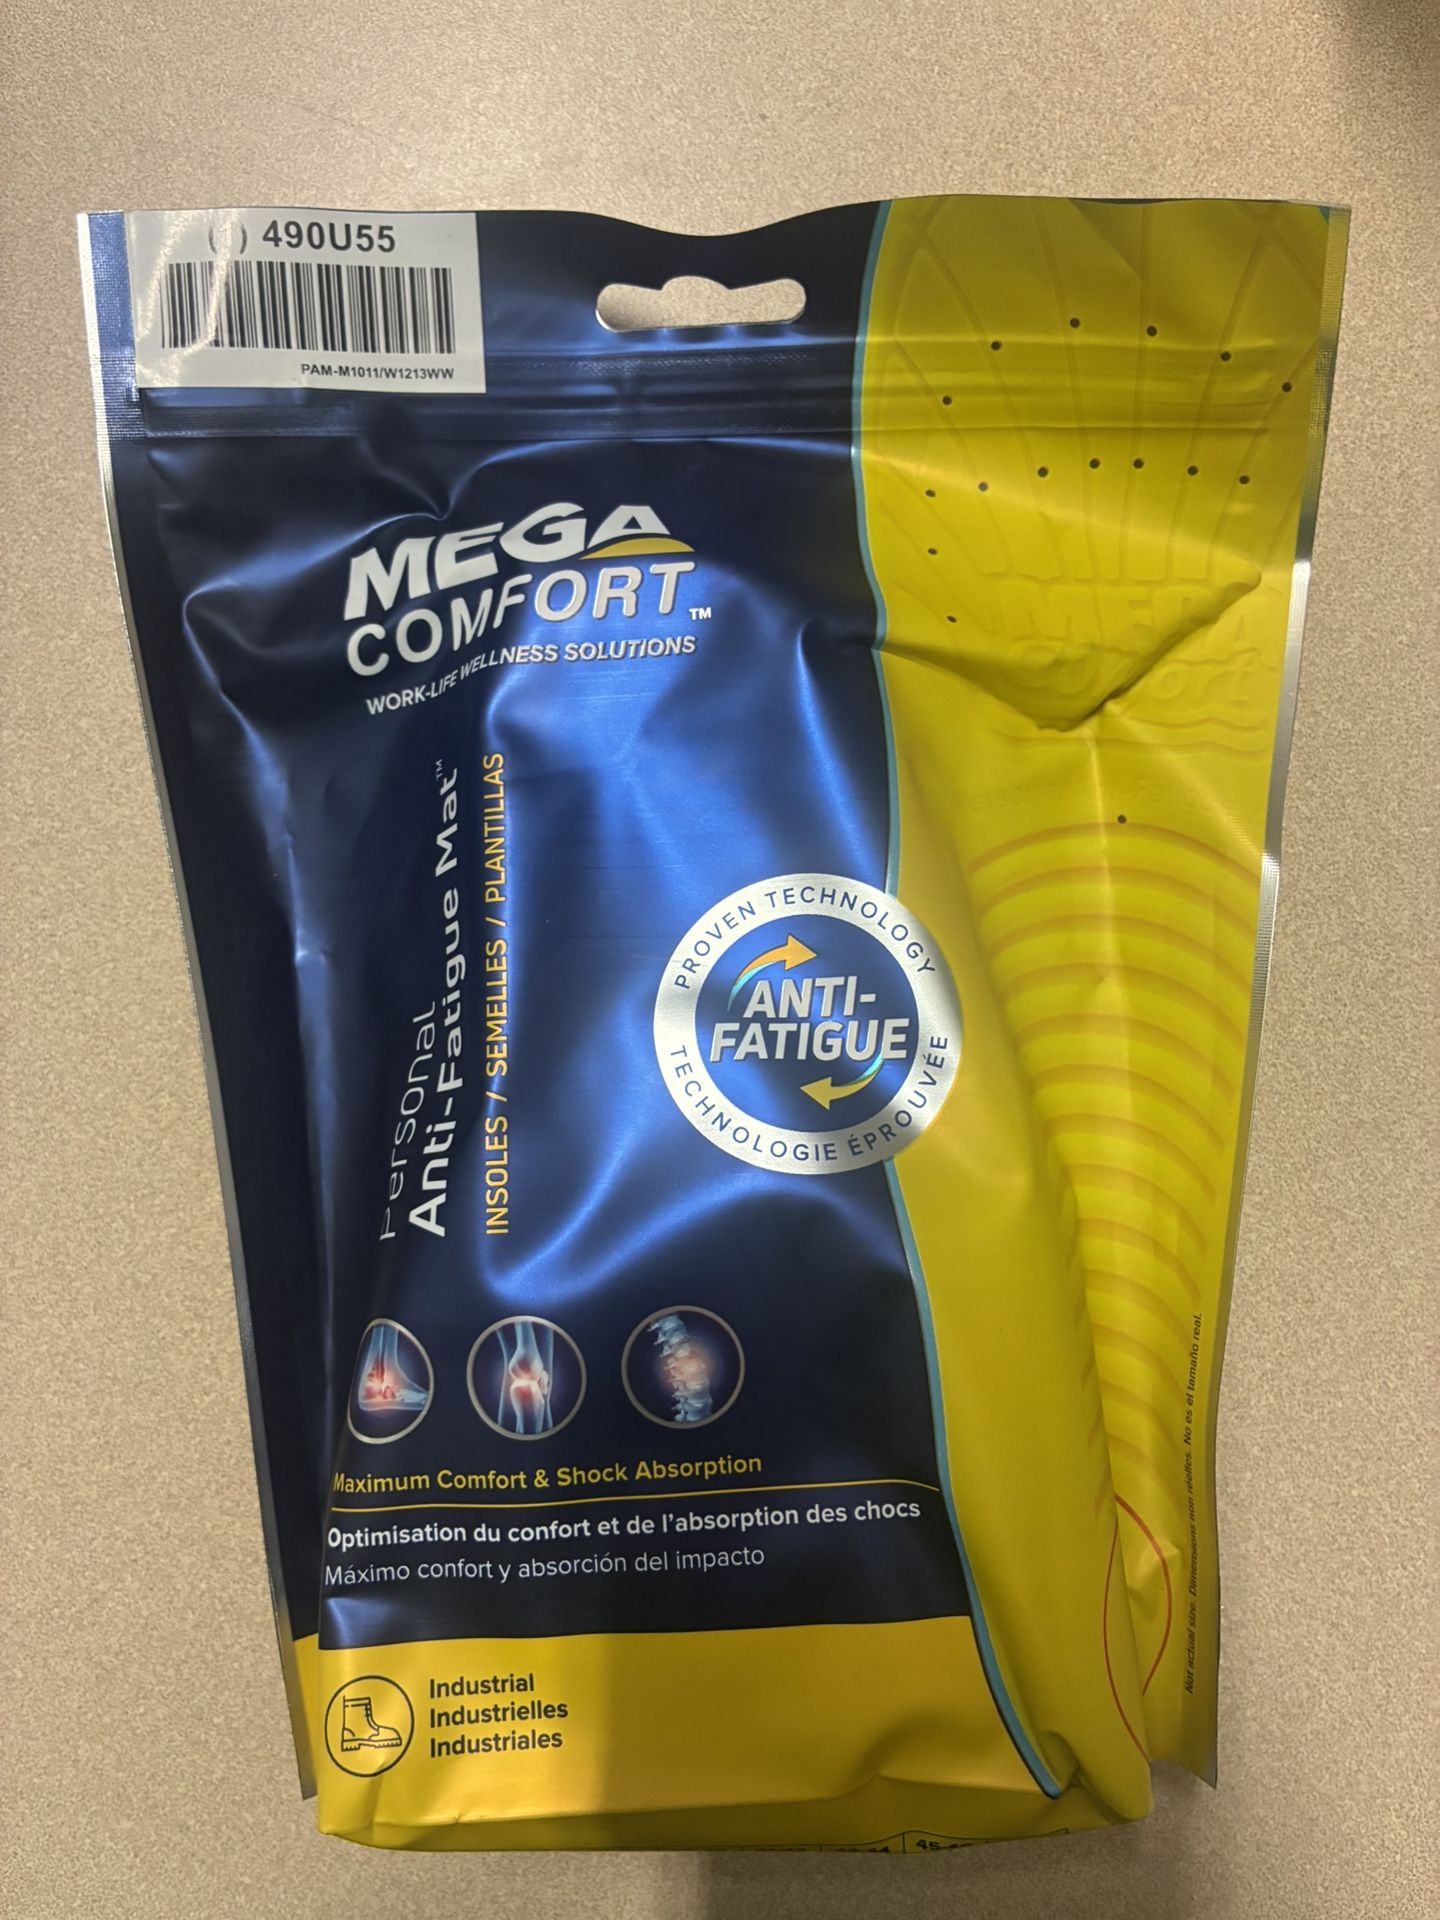 490U55
PAM-M1011/W1213WW
MEGA
COMFORT™
WORK-LIFE WELLNESS SOLUTIONS
Personal
Anti-Fatigue Mat™
INSOLES / SEMELLES / PLANTILLAS
PROVEN TECHNOLOGY
ANTI-
FATIGUE
TECHNOLOGIE ÉPROUVÉE
Maximum Comfort & Shock Absorption
Optimisation du confort et de l'absorption des chocs
Máximo confort y absorción del impacto
Industrial
Industrielles
Industriales
MEGA
Comfort
Not actual size. Dimensions non réelles. No es el tamaño real.